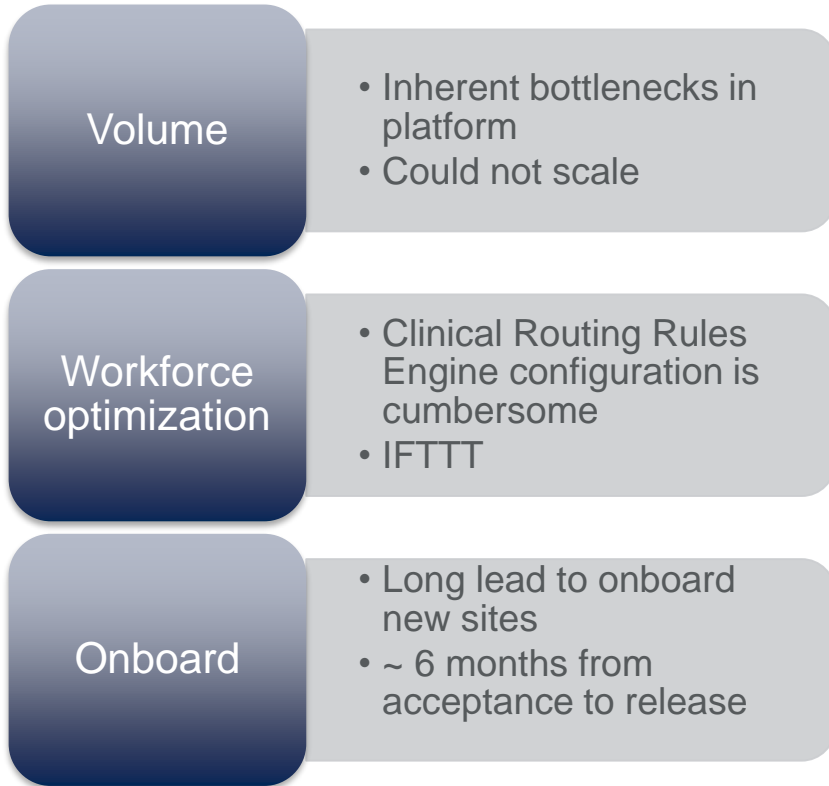 Volume
• Inherent bottlenecks in
platform
• Could not scale
Workforce
optimization
• Clinical Routing Rules
Engine configuration is
cumbersome
• IFTTT
Onboard
• Long lead to onboard
new sites
• ~ 6 months from
acceptance to release